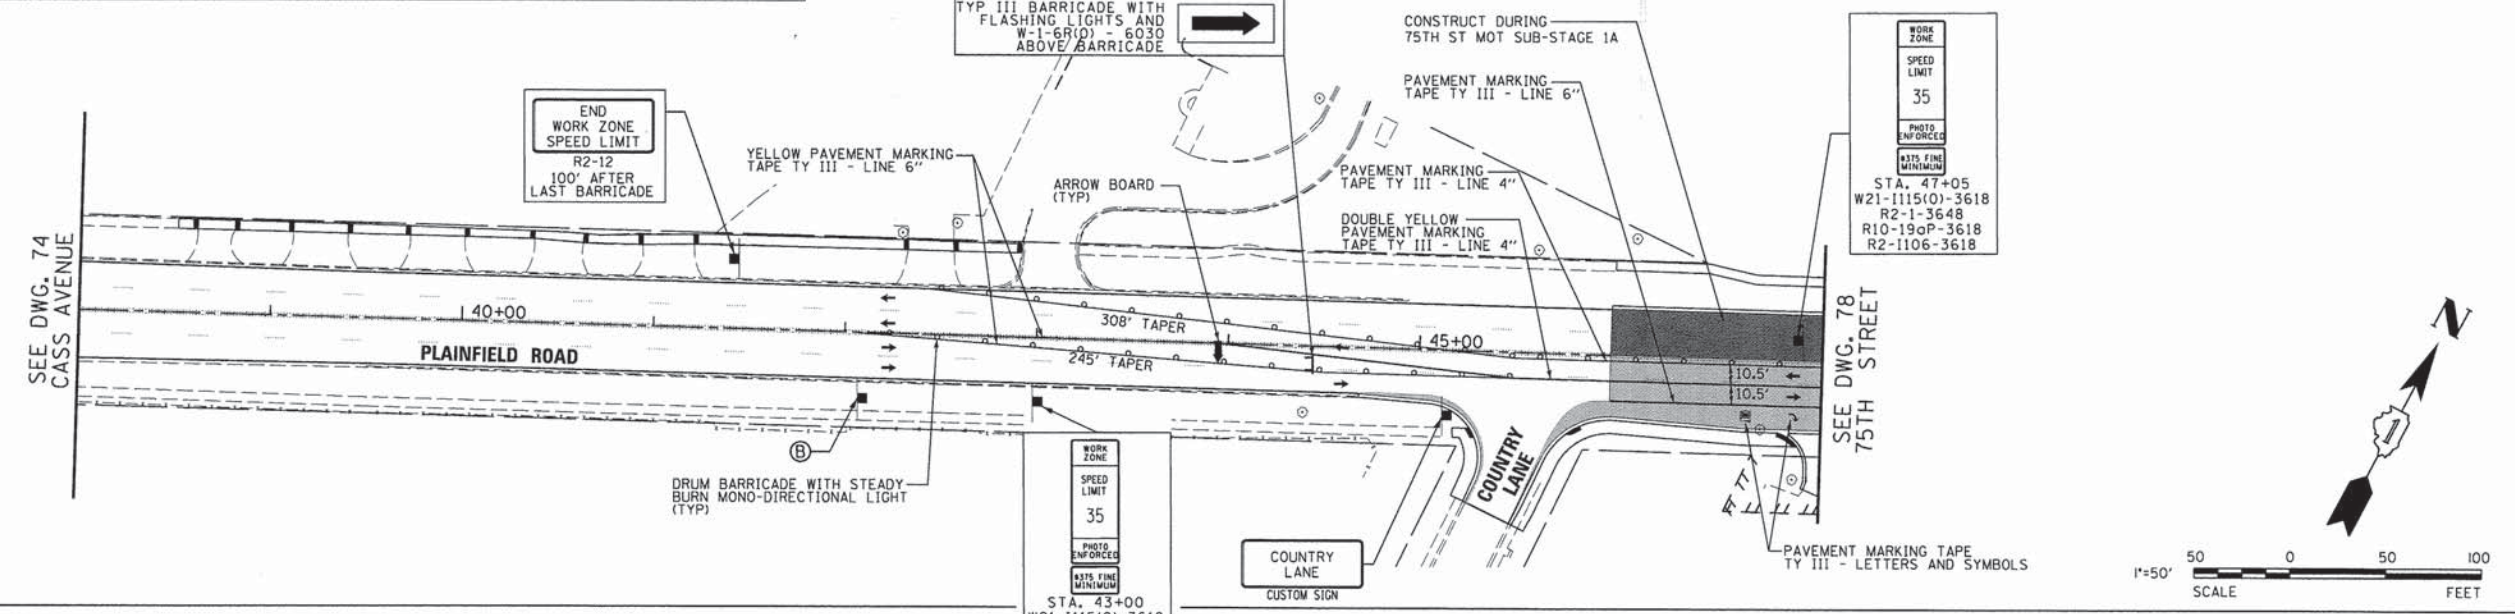 TYP III BARRICADE WITH
FLASHING LIGHTS AND
W-1-6R(O) - 6030
ABOVE BARRICADE
CONSTRUCT DURING
75TH ST MOT SUB-STAGE 1A
PAVEMENT MARKING
TAPE TY III - LINE 6"
WORK
ZONE
SPEED
LIMIT
35
PHOTO
ENFORCED
$375 FINE
MINIMUM
STA. 47+05
W21-I115(O)-3618
R2-1-3648
R10-19aP-3618
R2-I106-3618
END
WORK ZONE
SPEED LIMIT
R2-12
100' AFTER
LAST BARRICADE
YELLOW PAVEMENT MARKING
TAPE TY III - LINE 6"
ARROW BOARD
(TYP)
PAVEMENT MARKING
TAPE TY III - LINE 4"
DOUBLE YELLOW
PAVEMENT MARKING
TAPE TY III - LINE 4"
SEE DWG. 74
CASS AVENUE
40+00
308' TAPER
45+00
PLAINFIELD ROAD
245' TAPER
10.5'
10.5'
SEE DWG. 78
75TH STREET
N
1
B
DRUM BARRICADE WITH STEADY
BURN MONO-DIRECTIONAL LIGHT
(TYP)
WORK
ZONE
SPEED
LIMIT
35
PHOTO
ENFORCED
$375 FINE
MINIMUM
STA. 43+00
COUNTRY
LANE
COUNTRY
LANE
CUSTOM SIGN
PAVEMENT MARKING TAPE
TY III - LETTERS AND SYMBOLS
1"=50'
50 0 50 100
SCALE FEET